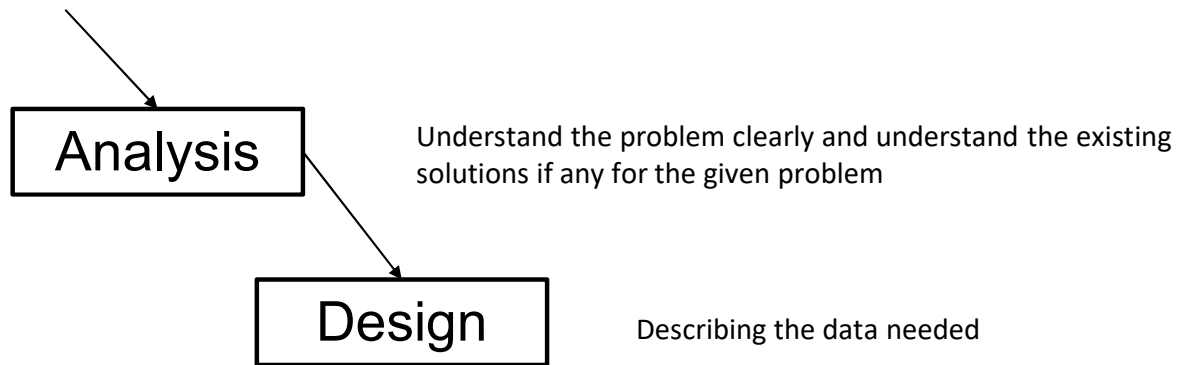 Analysis
Understand the problem clearly and understand the existing
solutions if any for the given problem
Design
Describing the data needed